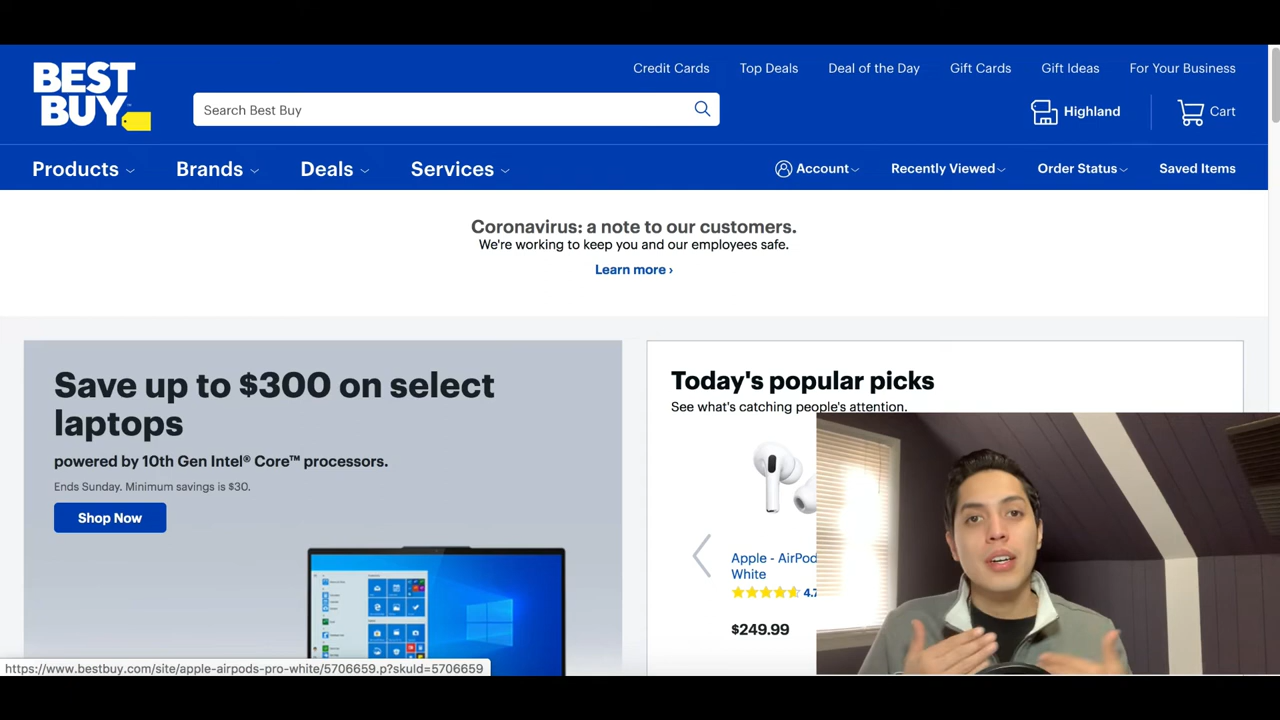 BEST
BUY
Search Best Buy
Credit Cards
Top Deals
Deal of the Day
Gift Cards
Gift Ideas
For Your Business
Highland
Cart
Products
Brands
Deals
Services
Account
Recently Viewed
Order Status
Saved Items
Coronavirus: a note to our customers.
We're working to keep you and our employees safe.
Learn more ›
Save up to $300 on select
laptops
powered by 10th Gen Intel® Core™ processors.
Ends Sunday. Minimum savings is $30.
Shop Now
Today's popular picks
See what's catching people's attention.
Apple - AirPod
White
4.7
$249.99
https://www.bestbuy.com/site/apple-airpods-pro-white/5706659.p?skuId=5706659